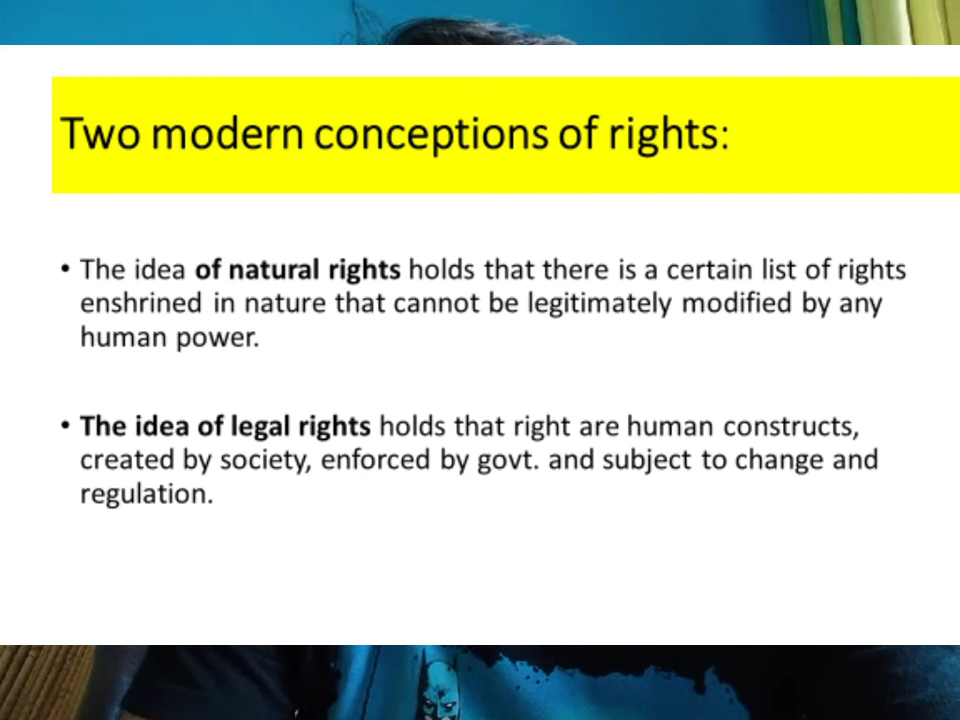 Two modern conceptions of rights:
• The idea of natural rights holds that there is a certain list of rights
enshrined in nature that cannot be legitimately modified by any
human power.
• The idea of legal rights holds that right are human constructs,
created by society, enforced by govt. and subject to change and
regulation.